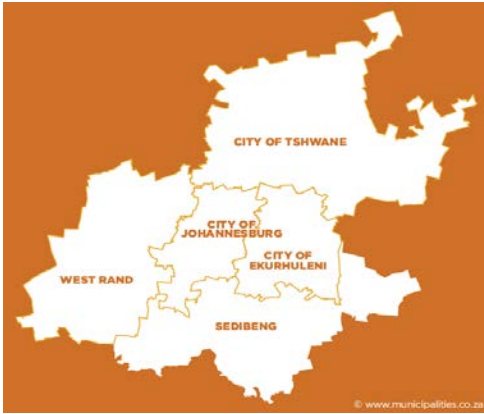 CITY OF TSHWANE
CITY OF
JOHANNESBURG
CITY OF
EKURHULENI
WEST RAND
SEDIBENG
© www.municipalities.co.za